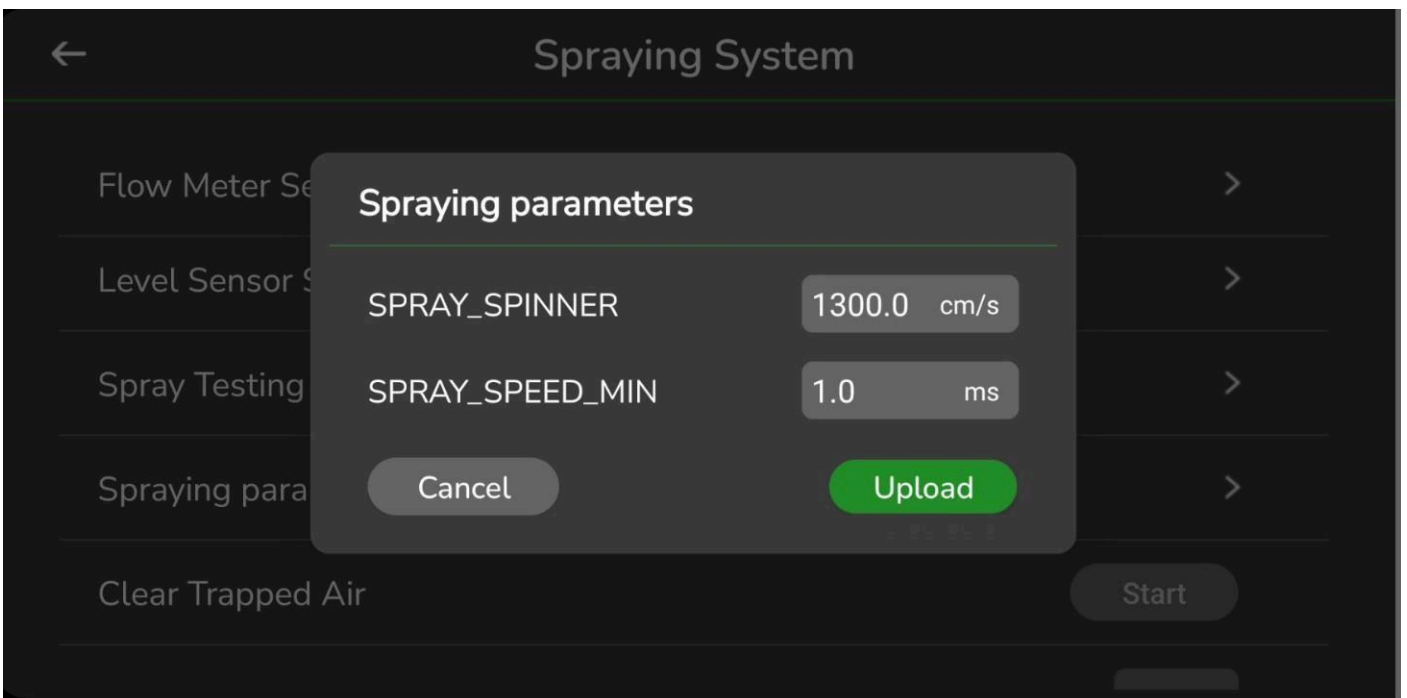 Spraying System
Flow Meter Se
Spraying parameters
Level Sensor S
SPRAY_SPINNER 1300.0 cm/s
Spray Testing
SPRAY_SPEED_MIN 1.0 ms
Spraying para
Cancel Upload
Clear Trapped Air Start